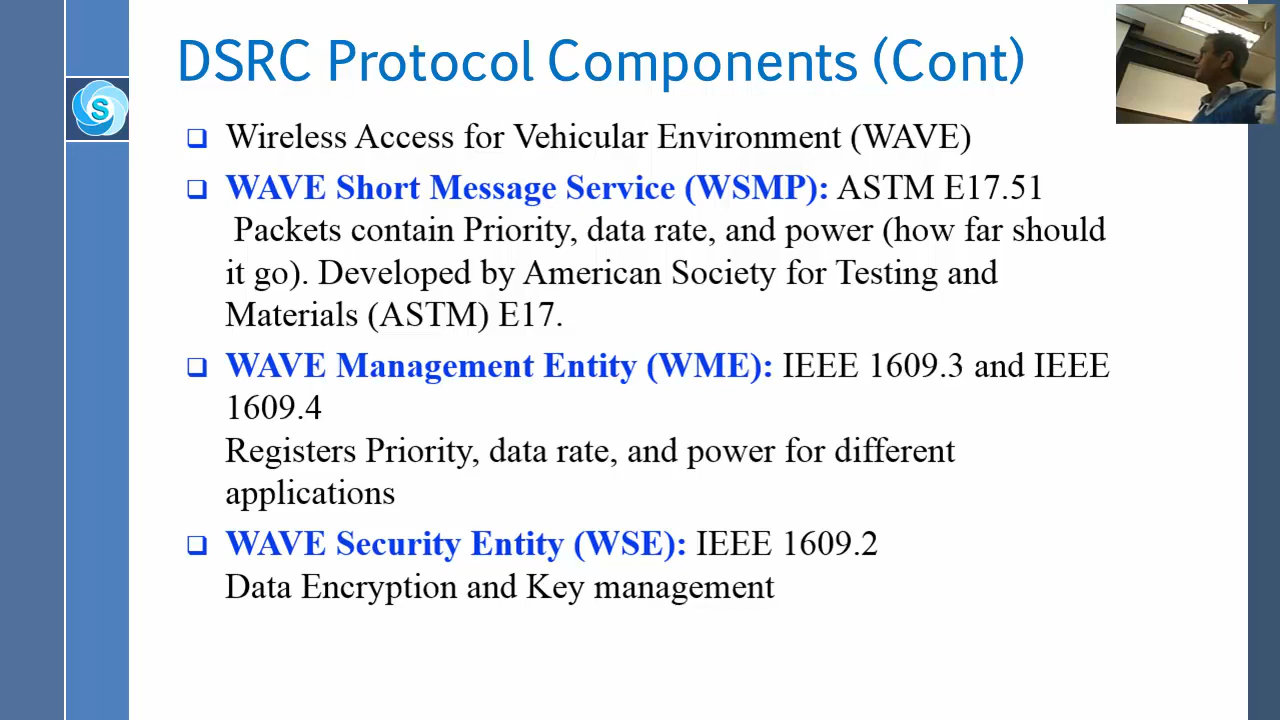 DSRC Protocol Components (Cont)
S
Wireless Access for Vehicular Environment (WAVE)
WAVE Short Message Service (WSMP): ASTM E17.51
Packets contain Priority, data rate, and power (how far should
it go). Developed by American Society for Testing and
Materials (ASTM) E17.
WAVE Management Entity (WME): IEEE 1609.3 and IEEE
1609.4
Registers Priority, data rate, and power for different
applications
WAVE Security Entity (WSE): IEEE 1609.2
Data Encryption and Key management